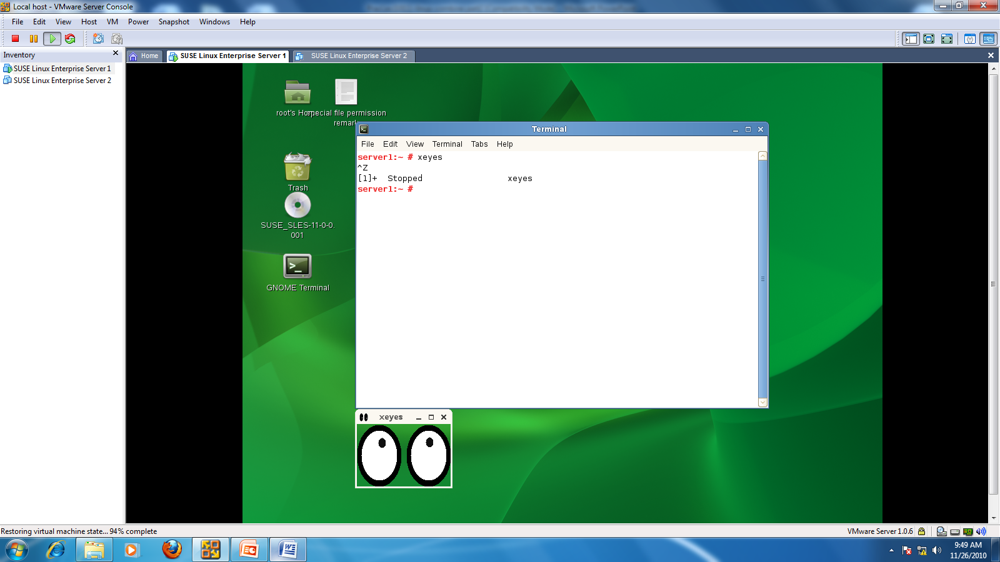 Local host - VMware Server Console
File Edit View Host VM Power Snapshot Windows Help
Inventory
SUSE Linux Enterprise Server 1
SUSE Linux Enterprise Server 2
Home
SUSE Linux Enterprise Server 1
SUSE Linux Enterprise Server 2
root's
special file permission
Trash
SUSE_SLES-11-0-0.
001
GNOME Terminal
Terminal
File Edit View Terminal Tabs Help
server1:~ # xeyes
^Z
[1]+ Stopped xeyes
server1:~ #
xeyes
Restoring virtual machine state... 94% complete
VMware Server 1.0.6
9:49 AM
11/26/2010